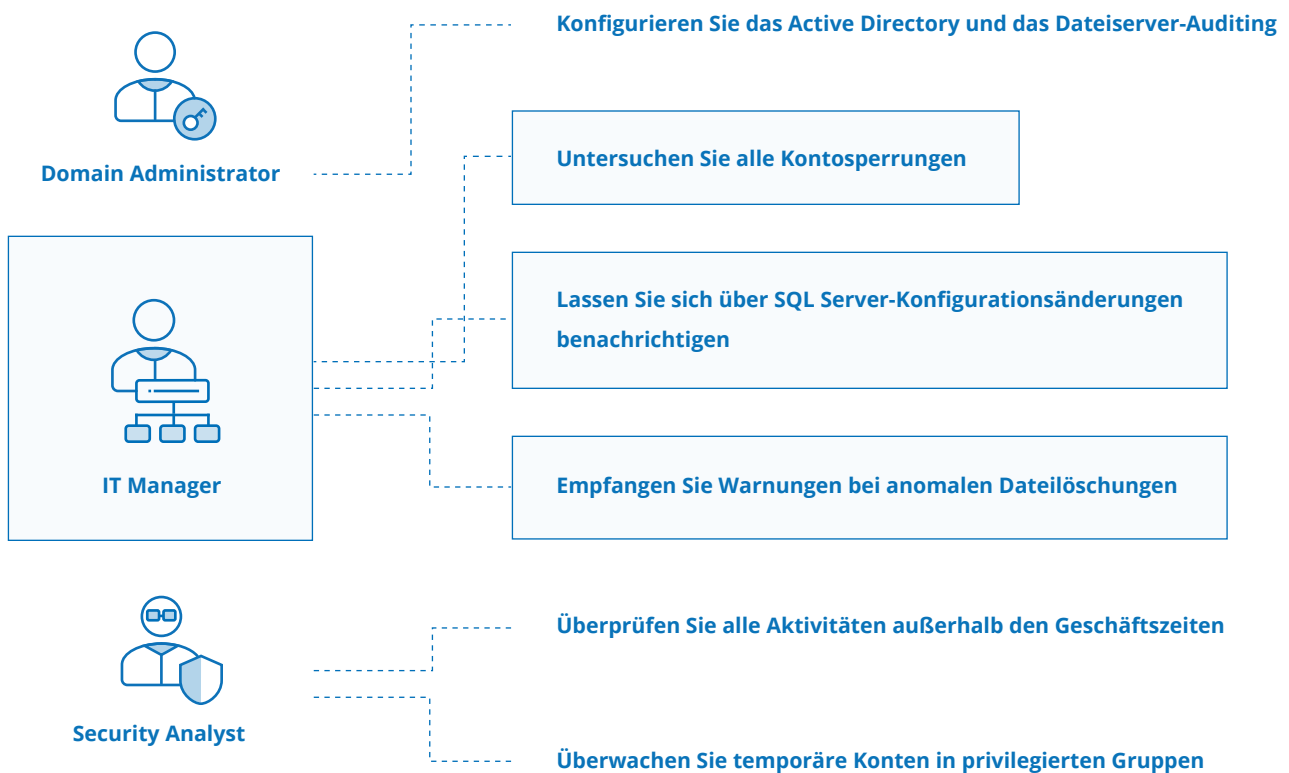 Konfigurieren Sie das Active Directory und das Dateiserver-Auditing
Domain Administrator
Untersuchen Sie alle Kontosperrungen
Lassen Sie sich über SQL Server-Konfigurationsänderungen
benachrichtigen
IT Manager
Empfangen Sie Warnungen bei anomalen Dateilöschungen
Überprüfen Sie alle Aktivitäten außerhalb den Geschäftszeiten
Security Analyst
Überwachen Sie temporäre Konten in privilegierten Gruppen